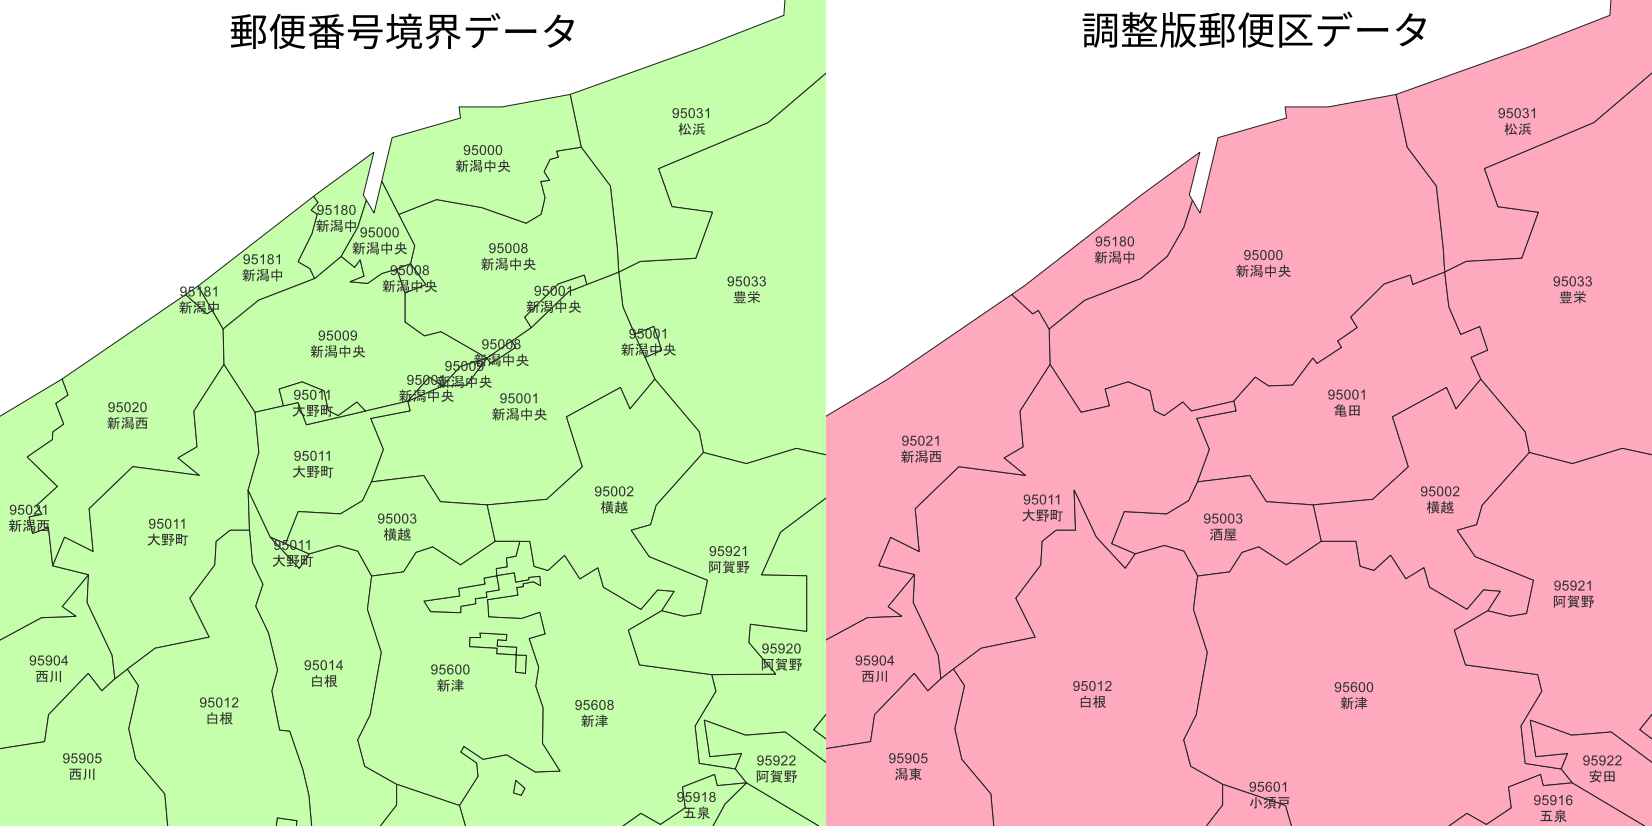 郵便番号境界データ
95031
松浜
95000
新潟中央
95180
新潟中
95000
新潟中央
95008
新潟中央
95181
新潟中
95008
新潟中央
95033
豊栄
95181
新潟中
95001
新潟中央
95009
新潟中央
95001
新潟中央
95008
新潟中央
95009
新潟中央
95001
新潟中央
95011
大野町
95001
新潟中央
95020
新潟西
95011
大野町
95002
横越
95021
新潟西
95011
大野町
95003
横越
95011
大野町
95921
阿賀野
95904
西川
95014
白根
95600
新津
95920
阿賀野
95012
白根
95608
新津
95905
西川
95922
阿賀野
95918
五泉
調整版郵便区データ
95031
松浜
95180
新潟中
95000
新潟中央
95033
豊栄
95001
亀田
95021
新潟西
95011
大野町
95002
横越
95003
酒屋
95921
阿賀野
95904
西川
95012
白根
95600
新津
95905
潟東
95922
安田
95601
小須戸
95916
五泉